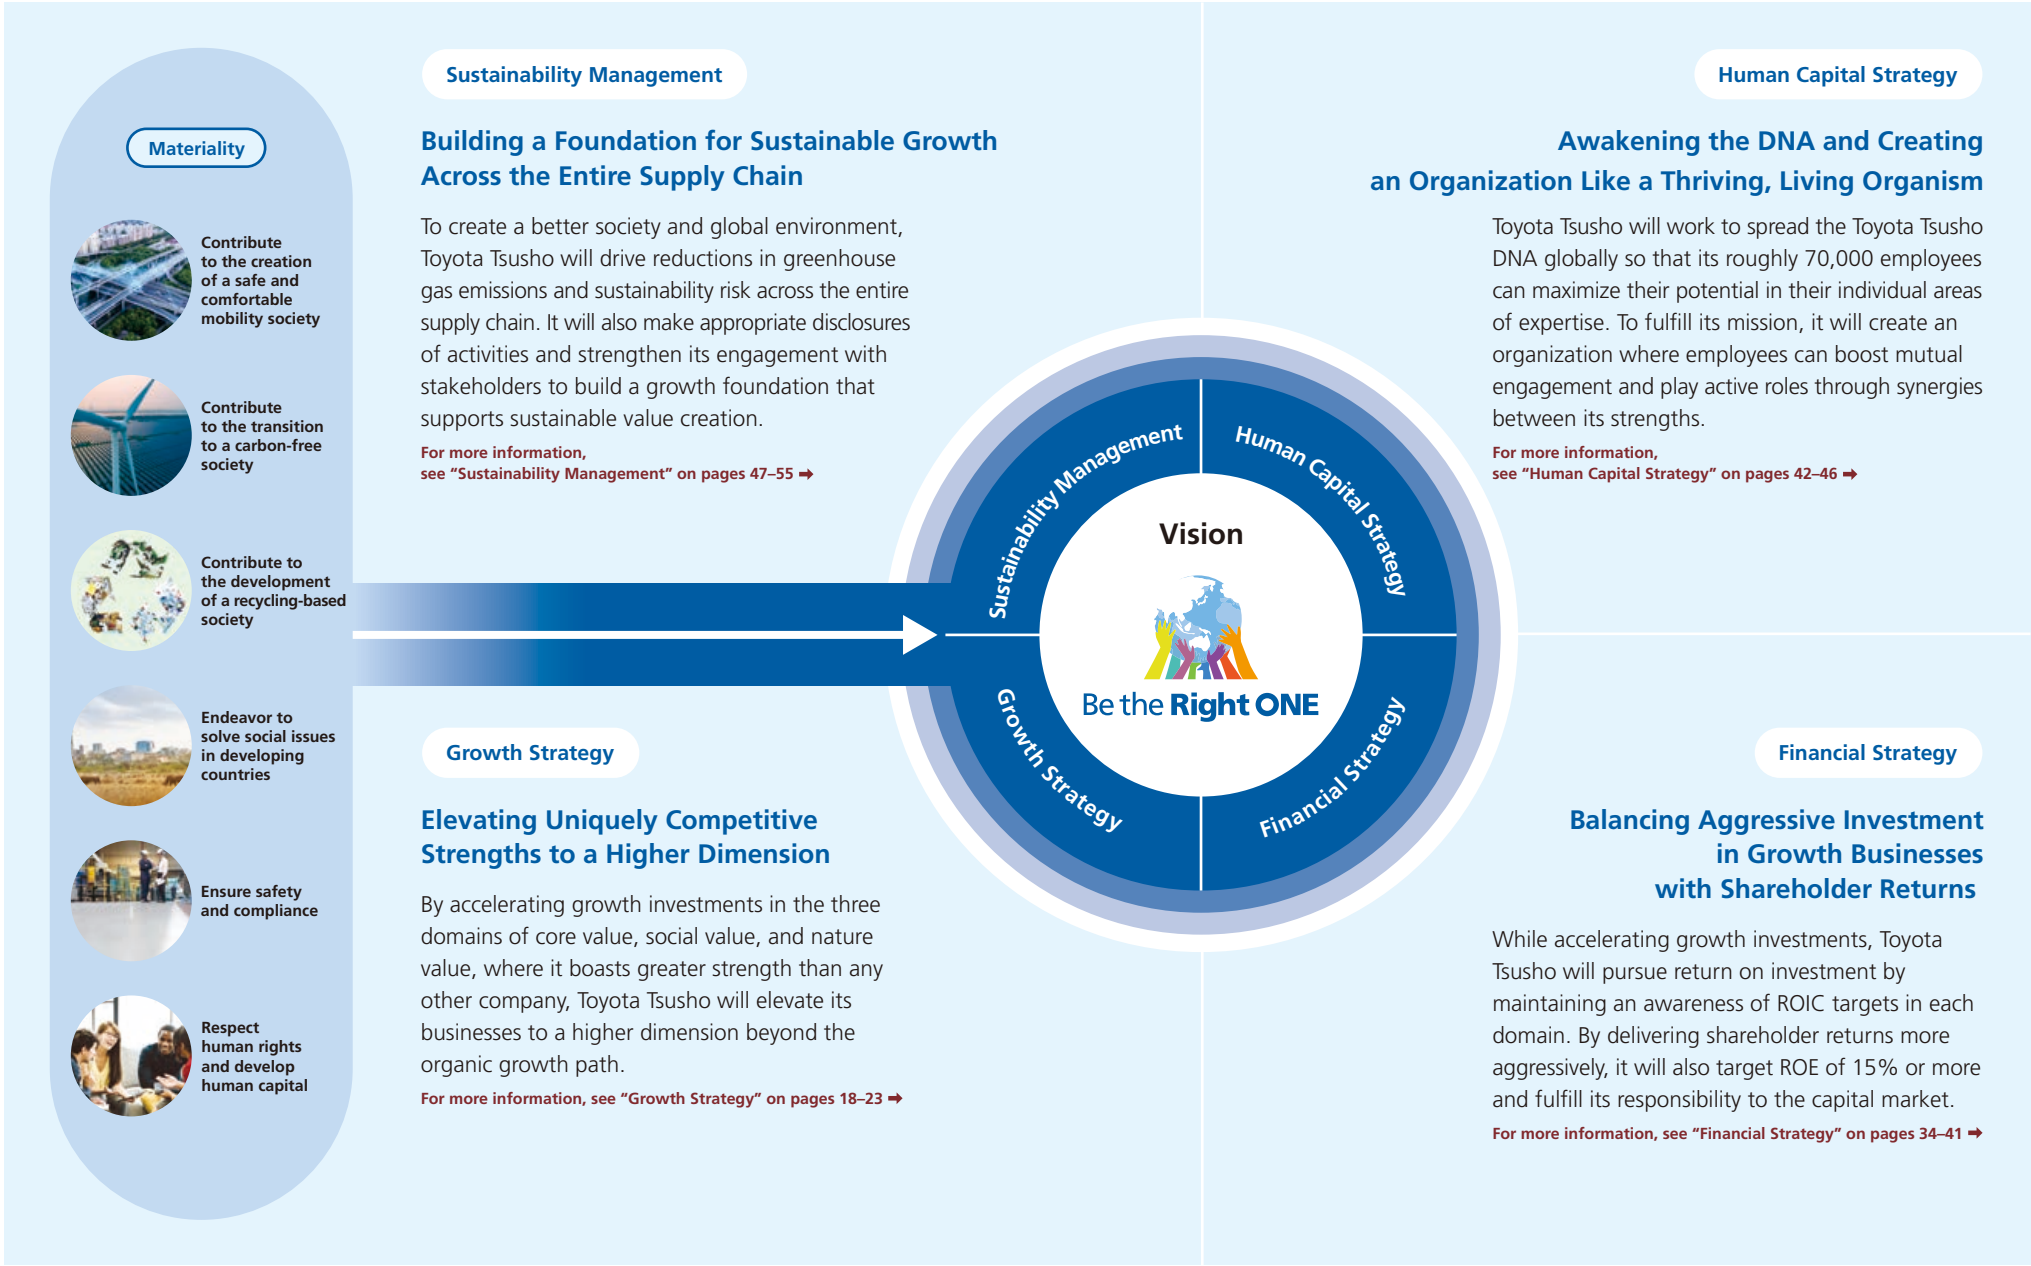 Materiality
Contribute
to the creation
of a safe and
comfortable
mobility society
Contribute
to the transition
to a carbon-free
society
Contribute to
the development
of a recycling-based
society
Endeavor to
solve social issues
in developing
countries
Ensure safety
and compliance
Respect
human rights
and develop
human capital
Sustainability Management
Building a Foundation for Sustainable Growth
Across the Entire Supply Chain
To create a better society and global environment,
Toyota Tsusho will drive reductions in greenhouse
gas emissions and sustainability risk across the entire
supply chain. It will also make appropriate disclosures
of activities and strengthen its engagement with
stakeholders to build a growth foundation that
supports sustainable value creation.
For more information,
see “Sustainability Management” on pages 47–55 ➡
Human Capital Strategy
Awakening the DNA and Creating
an Organization Like a Thriving, Living Organism
Toyota Tsusho will work to spread the Toyota Tsusho
DNA globally so that its roughly 70,000 employees
can maximize their potential in their individual areas
of expertise. To fulfill its mission, it will create an
organization where employees can boost mutual
engagement and play active roles through synergies
between its strengths.
For more information,
see “Human Capital Strategy” on pages 42–46 ➡
Sustainability Management
Human Capital Strategy
Vision
Be the Right ONE
Growth Strategy
Financial Strategy
Growth Strategy
Elevating Uniquely Competitive
Strengths to a Higher Dimension
By accelerating growth investments in the three
domains of core value, social value, and nature
value, where it boasts greater strength than any
other company, Toyota Tsusho will elevate its
businesses to a higher dimension beyond the
organic growth path.
For more information, see “Growth Strategy” on pages 18–23 ➡
Financial Strategy
Balancing Aggressive Investment
in Growth Businesses
with Shareholder Returns
While accelerating growth investments, Toyota
Tsusho will pursue return on investment by
maintaining an awareness of ROIC targets in each
domain. By delivering shareholder returns more
aggressively, it will also target ROE of 15% or more
and fulfill its responsibility to the capital market.
For more information, see “Financial Strategy” on pages 34–41 ➡